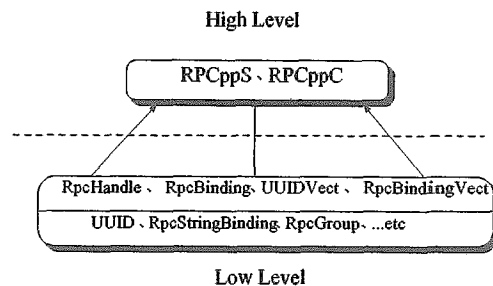 High Level
RPCppS、RPCppC
RpcHandle、 RpcBinding、UUIDVect、 RpcBindingVect
UUID、RpcStringBinding、RpcGroup、...etc
Low Level